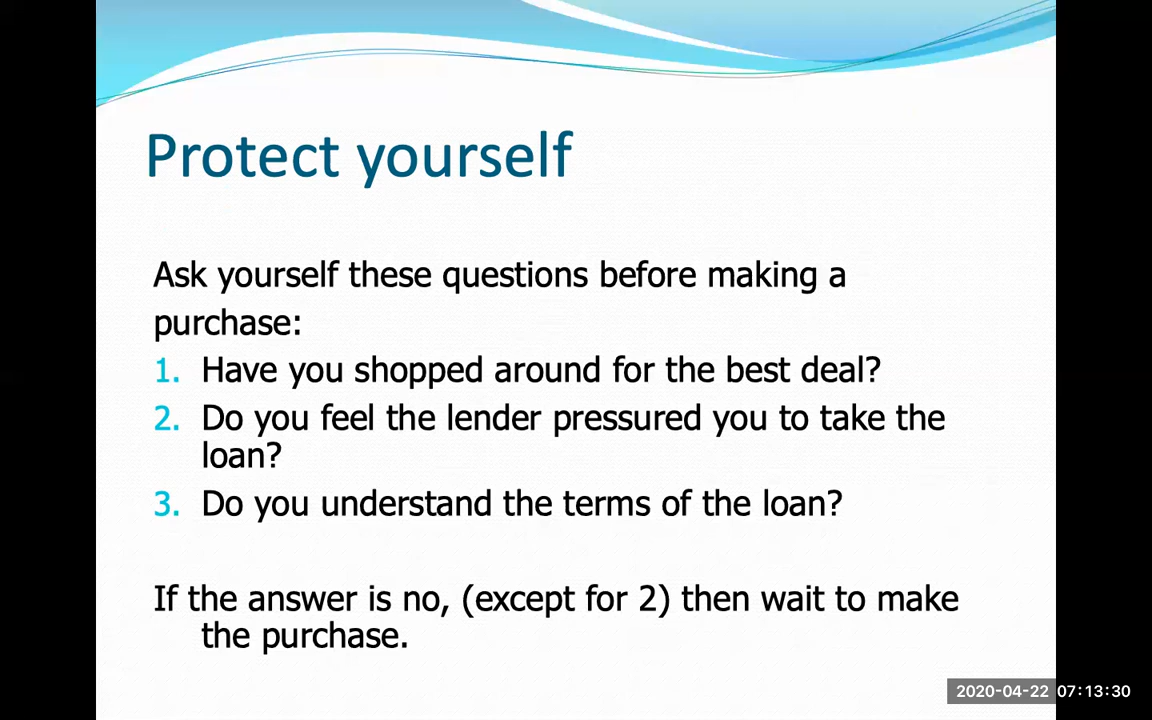 Protect yourself
Ask yourself these questions before making a
purchase:
1. Have you shopped around for the best deal?
2. Do you feel the lender pressured you to take the
loan?
3. Do you understand the terms of the loan?
If the answer is no, (except for 2) then wait to make
the purchase.
2020-04-22 07:13:30